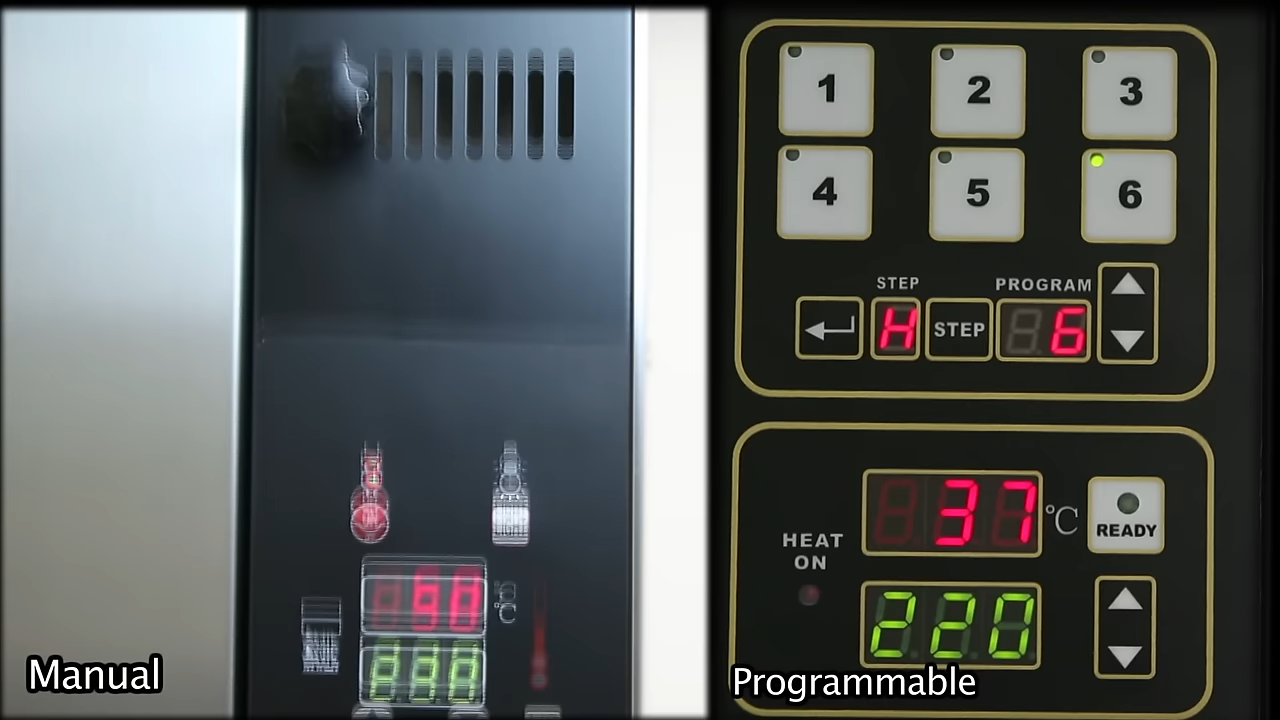 1 2 3
4 5 6
STEP PROGRAM
H STEP 6
37 °C
READY
HEAT
ON
220
°C
Manual
Programmable